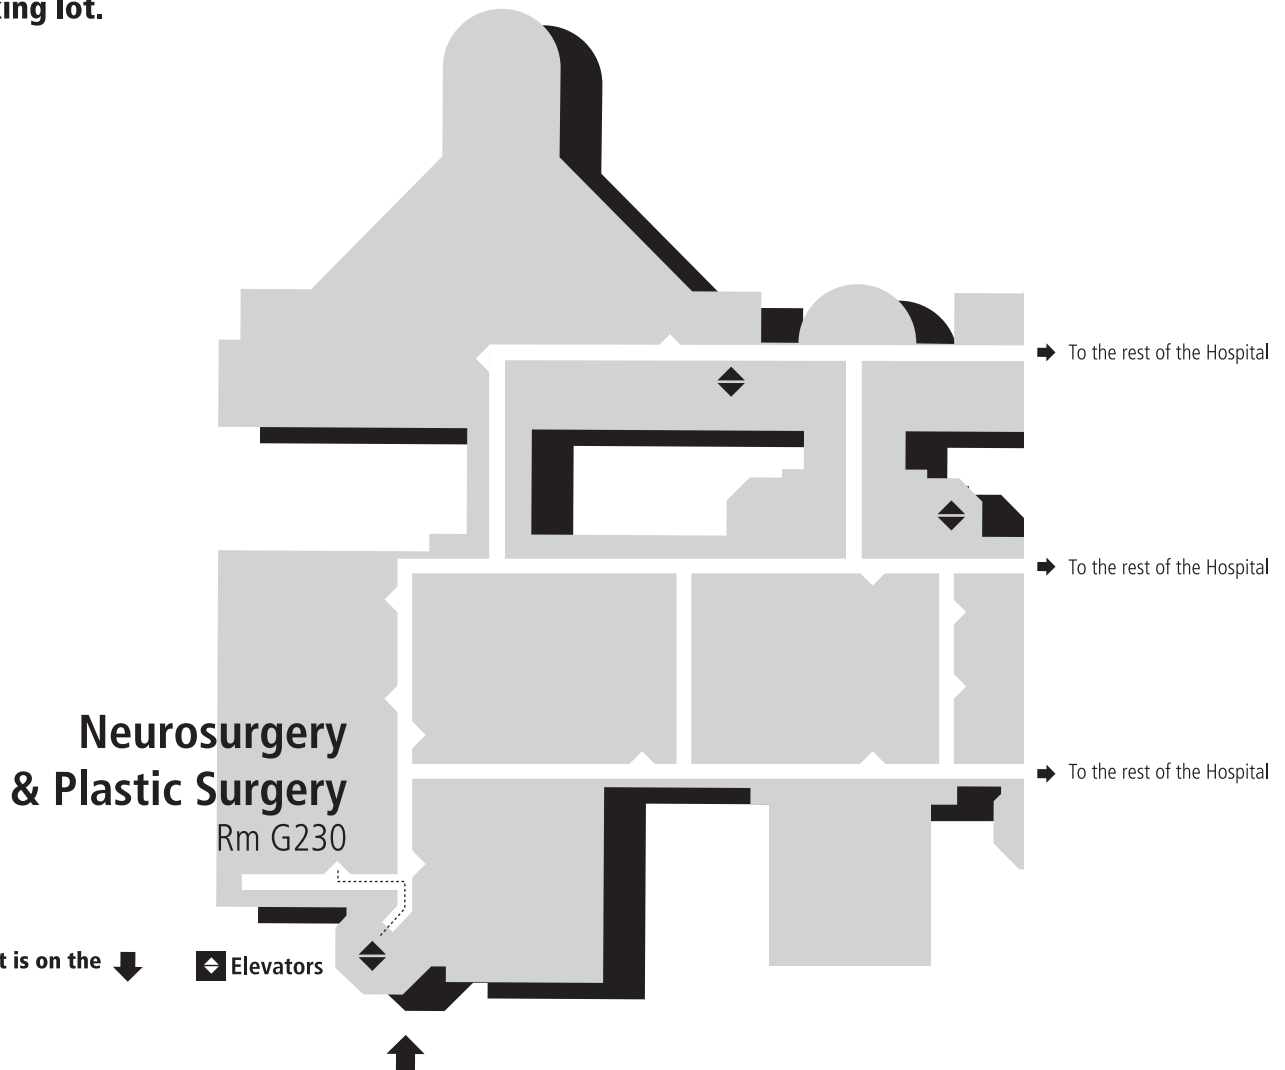 lot.
To the rest of the Hospital
To the rest of the Hospital
Neurosurgery
& Plastic Surgery
Rm G230
To the rest of the Hospital
is on the
Elevators